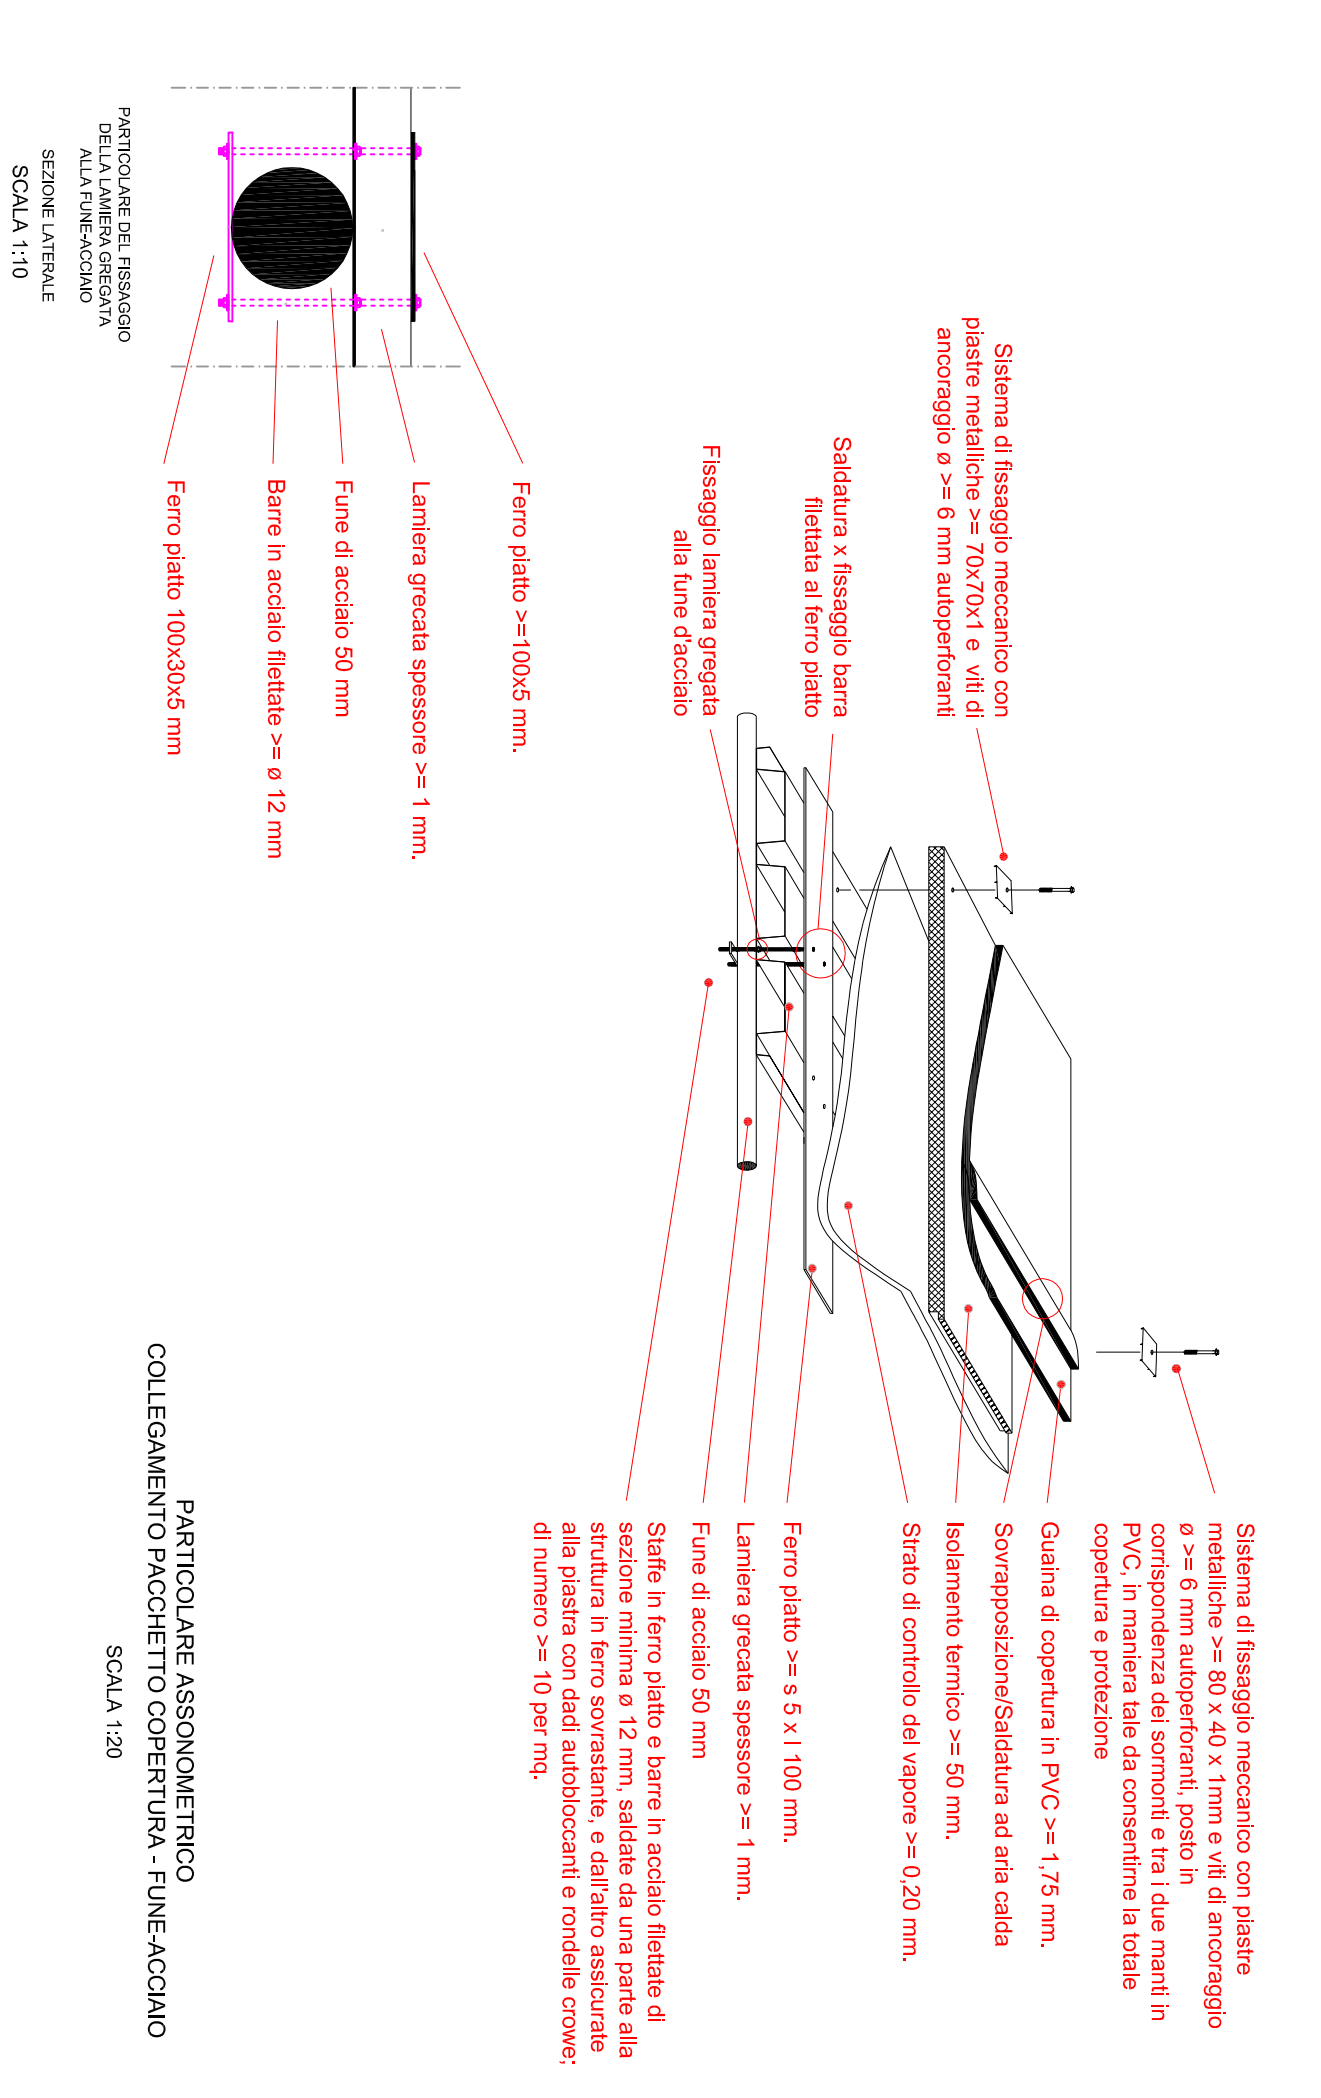 Sistema di fissaggio meccanico con
piastre metalliche >= 70x70x1 e viti di
ancoraggio ø >= 6 mm autoperforanti
Saldatura x fissaggio barra
filettata al ferro piatto
Fissaggio lamiera gregata
alla fune d'acciaio
Sistema di fissaggio meccanico con piastre
metalliche >= 80 x 40 x 1mm e viti di ancoraggio
ø >= 6 mm autoperforanti, posto in
corrispondenza dei sormonti e tra i due manti in
PVC, in maniera tale da consentirne la totale
copertura e protezione
Guaina di copertura in PVC >= 1,75 mm.
Sovrapposizione/Saldatura ad aria calda
Isolamento termico >= 50 mm.
Strato di controllo del vapore >= 0,20 mm.
Ferro piatto >= s 5 x l 100 mm.
Lamiera grecata spessore >= 1 mm.
Fune di acciaio 50 mm
Staffe in ferro piatto e barre in acciaio filettate di
sezione minima ø 12 mm, saldate da una parte alla
struttura in ferro sovrastante, e dall'altro assicurate
alla piastra con dadi autobloccanti e rondelle crowe;
di numero >= 10 per mq.
Ferro piatto >=100x5 mm.
Lamiera grecata spessore >= 1 mm.
Fune di acciaio 50 mm
Barre in acciaio filettate >= ø 12 mm
Ferro piatto 100x30x5 mm
PARTICOLARE DEL FISSAGGIO
DELLA LAMIERA GREGATA
ALLA FUNE-ACCIAIO
SEZIONE LATERALE
SCALA 1:10
PARTICOLARE ASSONOMETRICO
COLLEGAMENTO PACCHETTO COPERTURA - FUNE-ACCIAIO
SCALA 1:20